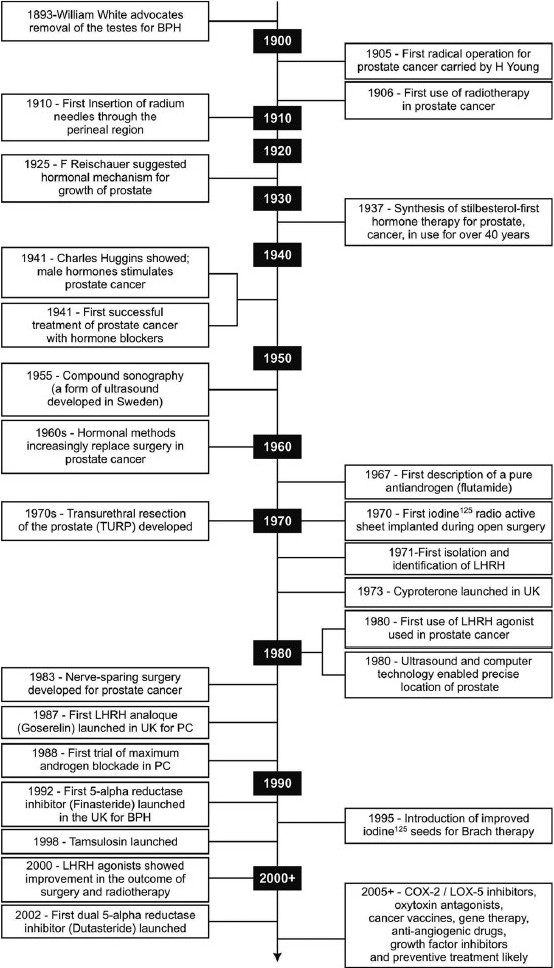 1893-William White advocates
removal of the testes for BPH
1900
1905 - First radical operation for
prostate cancer carried by H Young
1906 - First use of radiotherapy
in prostate cancer
1910 - First Insertion of radium
needles through the
perineal region
1910
1920
1925 - F Reischauer suggested
hormonal mechanism for
growth of prostate
1930
1937 - Synthesis of stilbesterol-first
hormone therapy for prostate,
cancer, in use for over 40 years
1940
1941 - Charles Huggins showed;
male hormones stimulates
prostate cancer
1941 - First successful
treatment of prostate cancer
with hormone blockers
1950
1955 - Compound sonography
(a form of ultrasound
developed in Sweden)
1960s - Hormonal methods
increasingly replace surgery in
prostate cancer
1960
1967 - First description of a pure
antiandrogen (flutamide)
1970s - Transurethral resection
of the prostate (TURP) developed
1970
1970 - First iodine125 radio active
sheet implanted during open surgery
1971-First isolation and
identification of LHRH
1973 - Cyproterone launched in UK
1980 - First use of LHRH agonist
used in prostate cancer
1980
1980 - Ultrasound and computer
technology enabled precise
location of prostate
1983 - Nerve-sparing surgery
developed for prostate cancer
1987 - First LHRH analoque
(Goserelin) launched in UK for PC
1988 - First trial of maximum
androgen blockade in PC
1990
1992 - First 5-alpha reductase
inhibitor (Finasteride) launched
in the UK for BPH
1995 - Introduction of improved
iodine125 seeds for Brach therapy
1998 - Tamsulosin launched
2000 - LHRH agonists showed
improvement in the outcome of
surgery and radiotherapy
2000+
2002 - First dual 5-alpha reductase
inhibitor (Dutasteride) launched
2005+ - COX-2 / LOX-5 inhibitors,
oxytoxin antagonists,
cancer vaccines, gene therapy,
anti-angiogenic drugs,
growth factor inhibitors
and preventive treatment likely